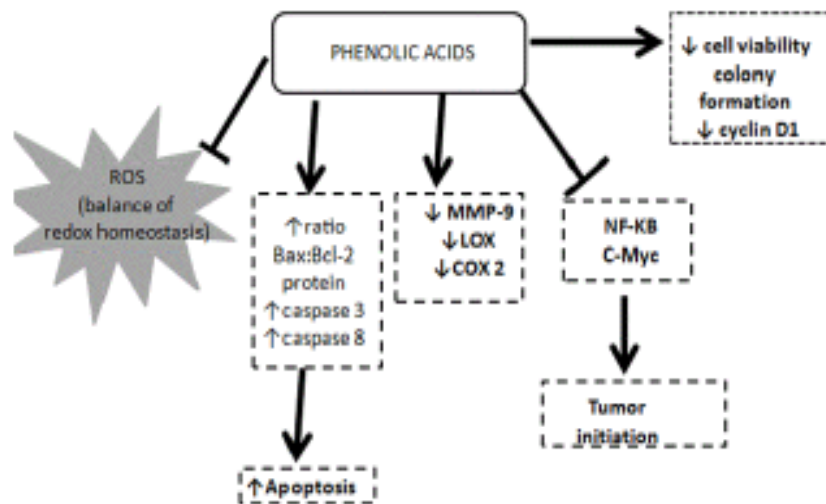 PHENOLIC ACIDS
↓ cell viability
colony
formation
↓ cyclin D1
ROS
(balance of
redox homeostasis)
↑ratio
Bax:Bcl-2
protein
↑caspase 3
↑caspase 8
↓ MMP-9
↓LOX
↓COX 2
NF-KB
C-Myc
Tumor
initiation
↑Apoptosis